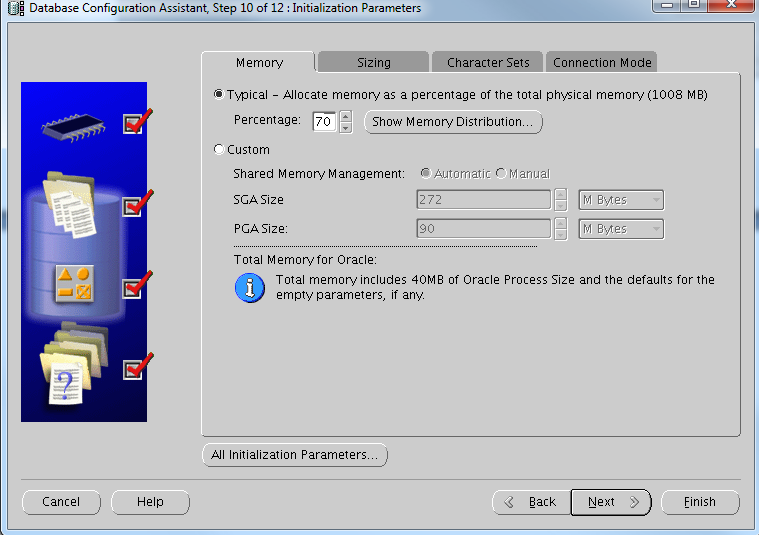 Database Configuration Assistant, Step 10 of 12 : Initialization Parameters
Memory Sizing Character Sets Connection Mode
Typical – Allocate memory as a percentage of the total physical memory (1008 MB)
Percentage: 70 Show Memory Distribution...
Custom
Shared Memory Management: Automatic Manual
SGA Size 272 M Bytes
PGA Size: 90 M Bytes
Total Memory for Oracle:
Total memory includes 40MB of Oracle Process Size and the defaults for the
empty parameters, if any.
?
All Initialization Parameters...
Cancel Help Back Next Finish